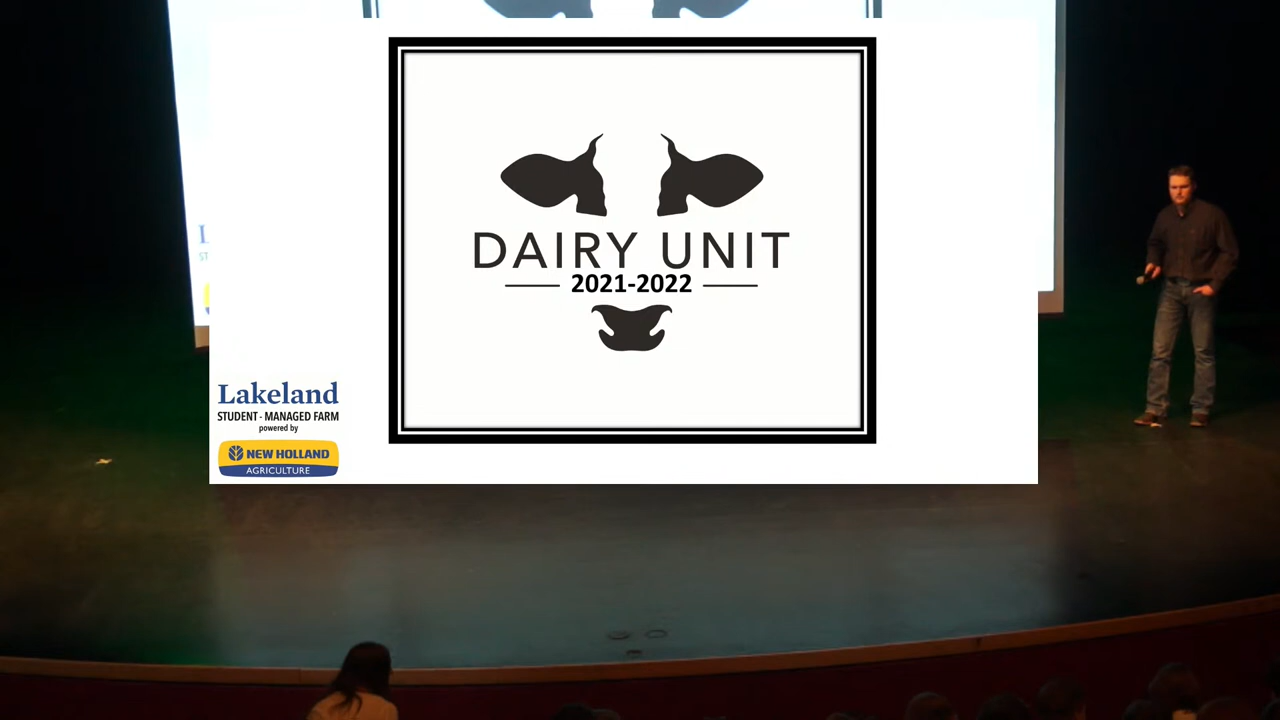 DAIRY UNIT
2021-2022
Lakeland
STUDENT - MANAGED FARM
powered by
NEW HOLLAND
AGRICULTURE